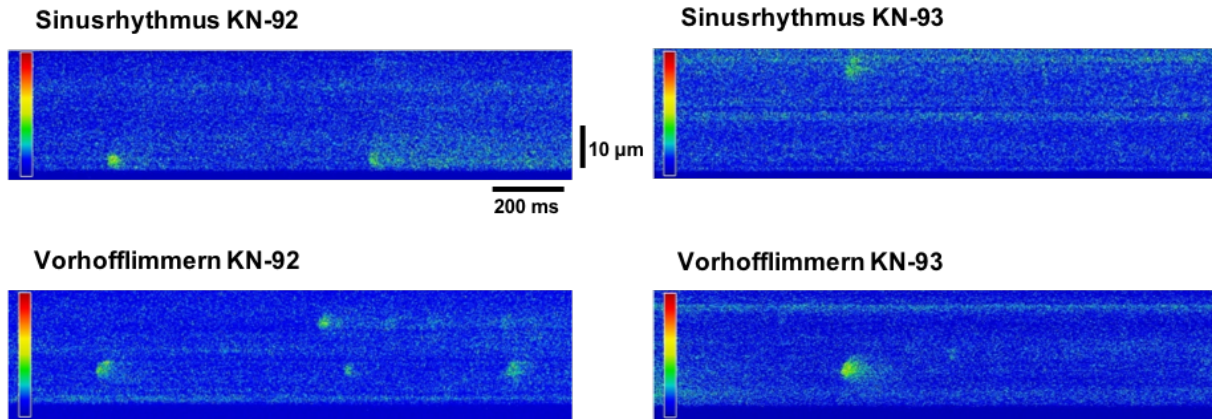 Sinusrhythmus KN-92
Sinusrhythmus KN-93
10 µm
200 ms
Vorhofflimmern KN-92
Vorhofflimmern KN-93